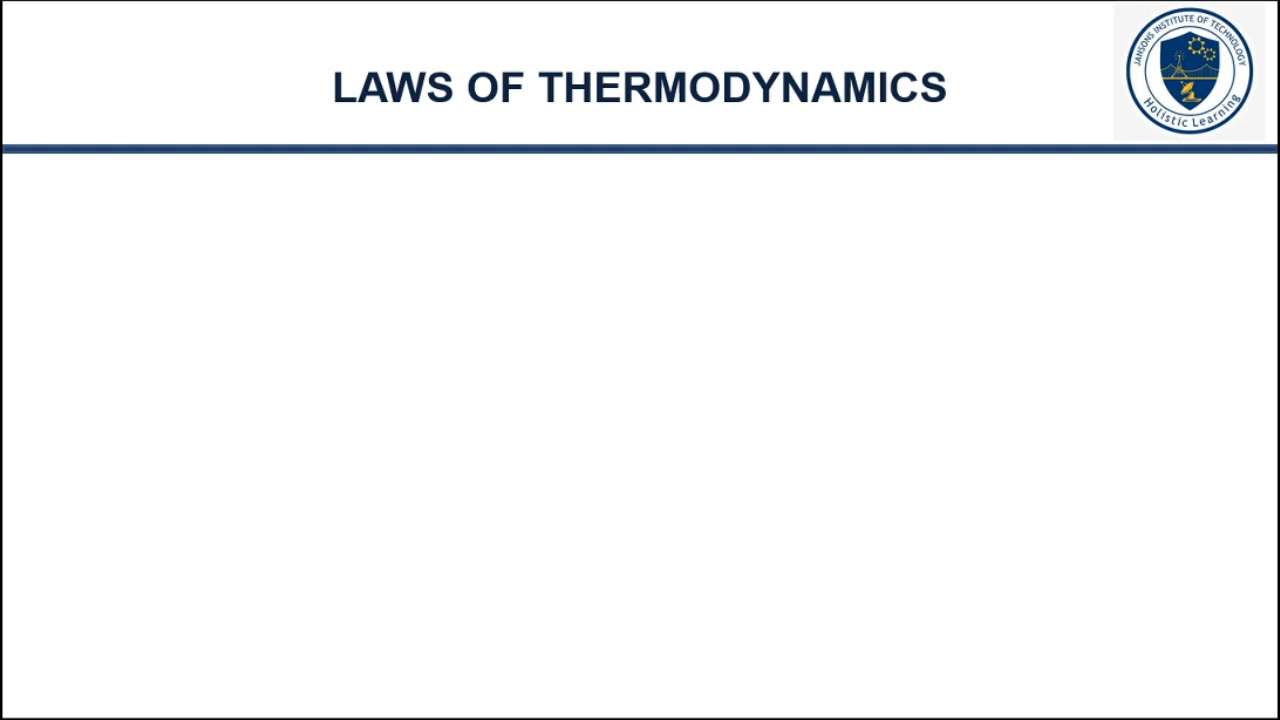 LAWS OF THERMODYNAMICS
JANSONS INSTITUTE OF TECHNOLOGY
Holistic Learning